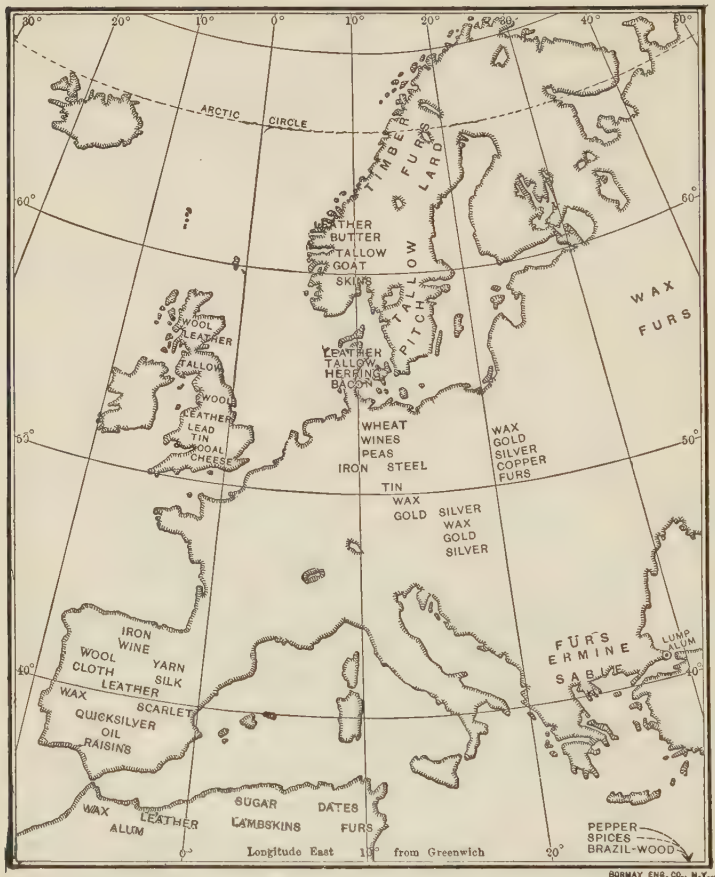 30° 20° 10° 0° 10° 20° 30° 40° 50°
ARCTIC CIRCLE
TIMBER
FURS
LARD
60° 60°
LEATHER
BUTTER
TALLOW
GOAT
SKINS
TALLOW
PITCH
WAX
FURS
WOOL
LEATHER
TALLOW
WOOL
LEATHER
LEAD
TIN
COOAL
CHEESE
LEATHER
TALLOW
HERRING
BACON
50° 50°
WHEAT
WINES
PEAS
IRON STEEL
TIN
WAX
GOLD SILVER
WAX
GOLD
SILVER
WAX
GOLD
SILVER
COPPER
FURS
IRON
WINE
WOOL YARN
CLOTH SILK
LEATHER
WAX SCARLET
QUICKSILVER
OIL
RAISINS
FURS
ERMINE
SABLE
LUMP
ALUM
40° 40°
WAX LEATHER SUGAR DATES
ALUM LAMBSKINS FURS
PEPPER
SPICES
BRAZIL-WOOD
0° Longitude East 10° from Greenwich 20°
BORMAY ENG. CO., N.Y.